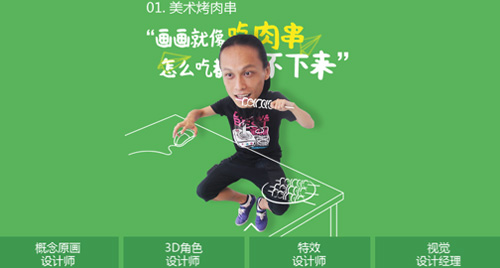 01. 美术烤肉串
“画画就像吃肉串
怎么吃都 不下来”
概念原画
设计师
3D角色
设计师
特效
设计师
视觉
设计经理